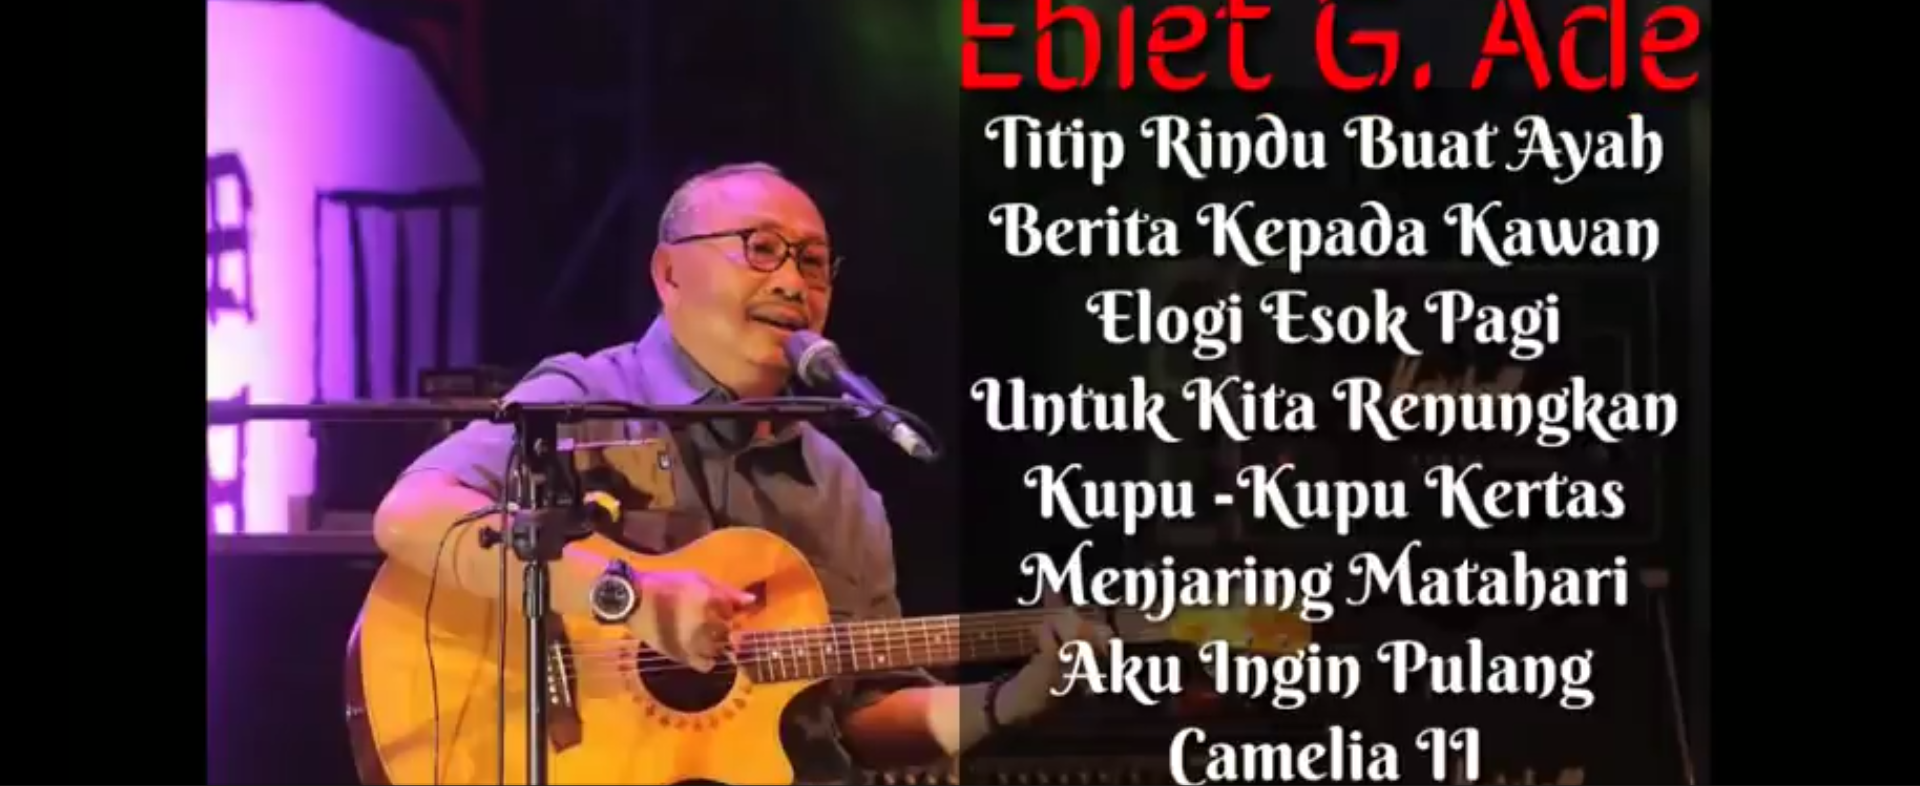 Ebiet G. Ade
Titip Rindu Buat Ayah
Berita Kepada Kawan
Elogi Esok Pagi
Untuk Kita Renungkan
Kupu -Kupu Kertas
Menjaring Matahari
Aku Ingin Pulang
Camelia II